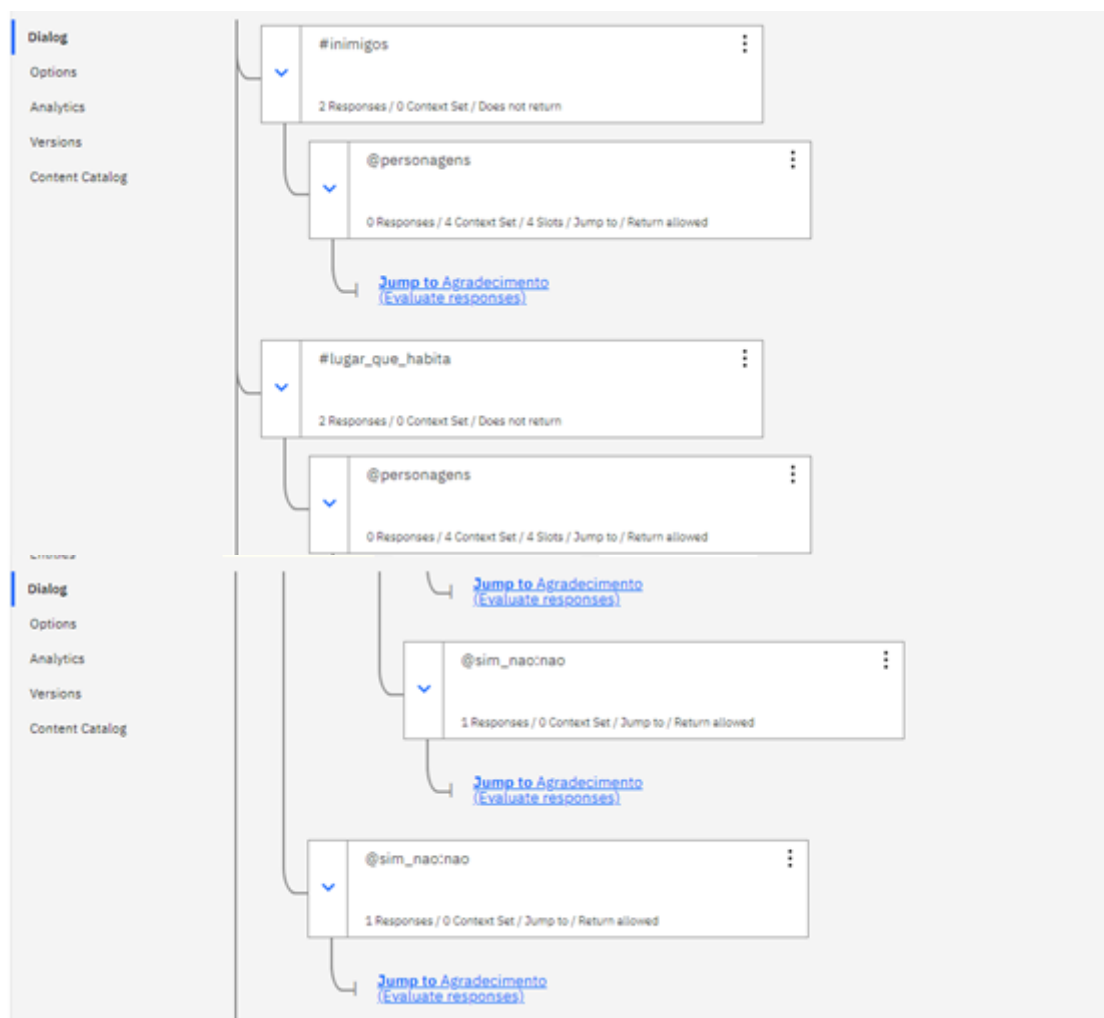 Dialog
Options
Analytics
Versions
Content Catalog
#inimigos
2 Responses / 0 Context Set / Does not return
@personagens
0 Responses / 4 Context Set / 4 Slots / Jump to / Return allowed
Jump to Agradecimento
(Evaluate responses)
#lugar_que_habita
2 Responses / 0 Context Set / Does not return
@personagens
0 Responses / 4 Context Set / 4 Slots / Jump to / Return allowed
Dialog
Options
Analytics
Versions
Content Catalog
Jump to Agradecimento
(Evaluate responses)
@sim_nao:nao
1 Responses / 0 Context Set / Jump to / Return allowed
Jump to Agradecimento
(Evaluate responses)
@sim_nao:nao
1 Responses / 0 Context Set / Jump to / Return allowed
Jump to Agradecimento
(Evaluate responses)